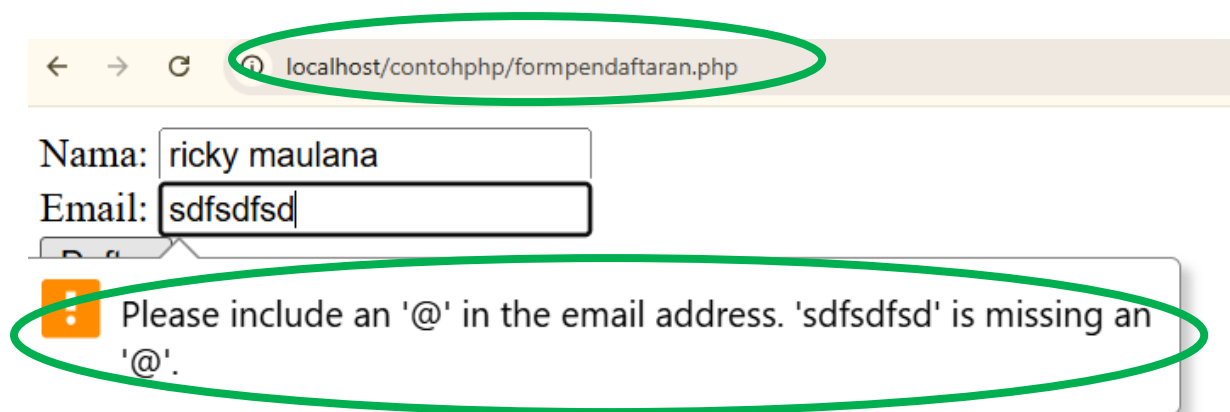 localhost/contohphp/formpendaftaran.php
Nama: ricky maulana
Email: sdfsdfsd
Please include an '@' in the email address. 'sdfsdfsd' is missing an
'@'.